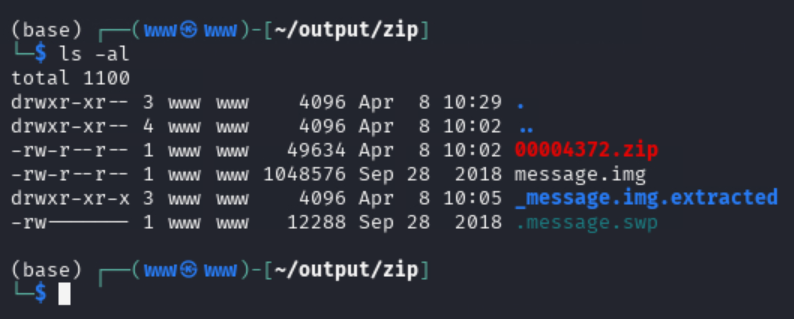 (base) ┌──(www㉿www)-[~/output/zip]
└─$ ls -al
total 1100
drwxr-xr-- 3 www www    4096 Apr  8 10:29 .
drwxr-xr-- 4 www www    4096 Apr  8 10:02 ..
-rw-r--r-- 1 www www   49634 Apr  8 10:02 00004372.zip
-rw-r--r-- 1 www www 1048576 Sep 28  2018 message.img
drwxr-xr-x 3 www www    4096 Apr  8 10:05 _message.img.extracted
-rw------- 1 www www   12288 Sep 28  2018 .message.swp
(base) ┌──(www㉿www)-[~/output/zip]
└─$